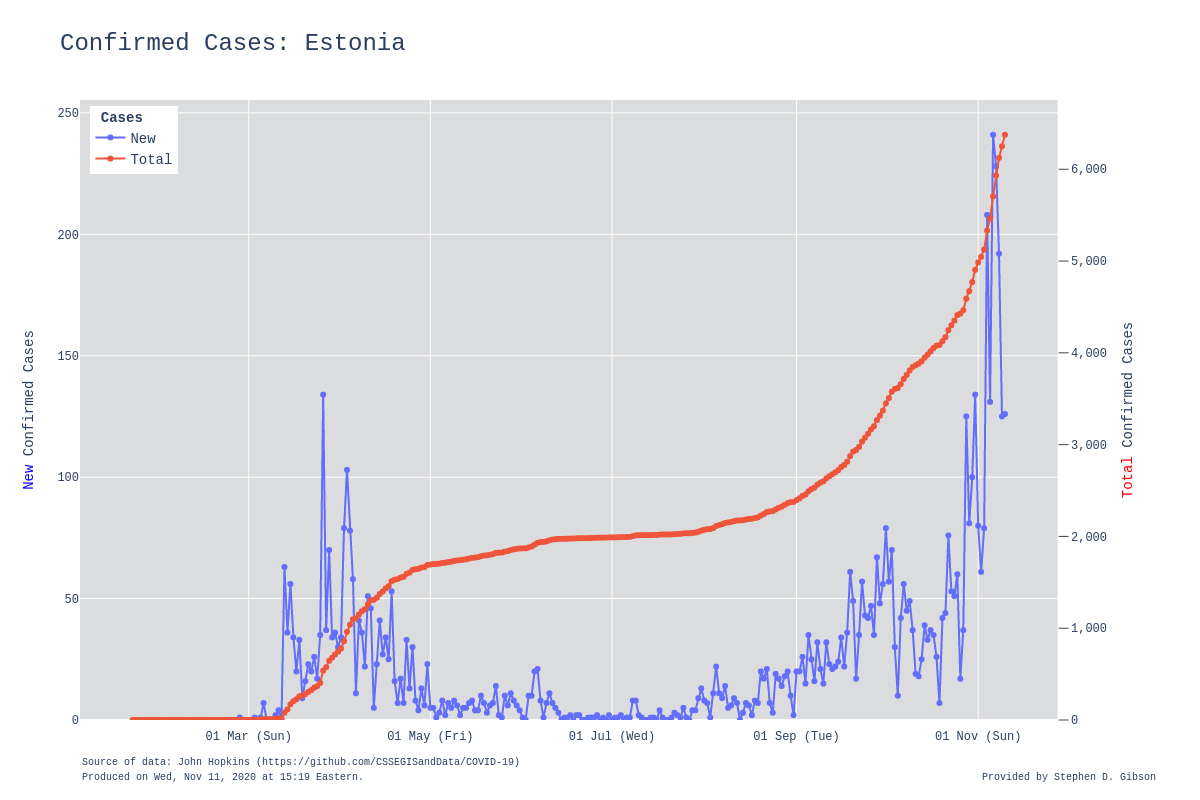 Confirmed Cases: Estonia
Cases
New
Total
250
200
150
100
50
0
6,000
5,000
4,000
3,000
2,000
1,000
0
New Confirmed Cases
Total Confirmed Cases
01 Mar (Sun)
01 May (Fri)
01 Jul (Wed)
01 Sep (Tue)
01 Nov (Sun)
Source of data: John Hopkins (https://github.com/CSSEGISandData/COVID-19)
Produced on Wed, Nov 11, 2020 at 15:19 Eastern.
Provided by Stephen D. Gibson